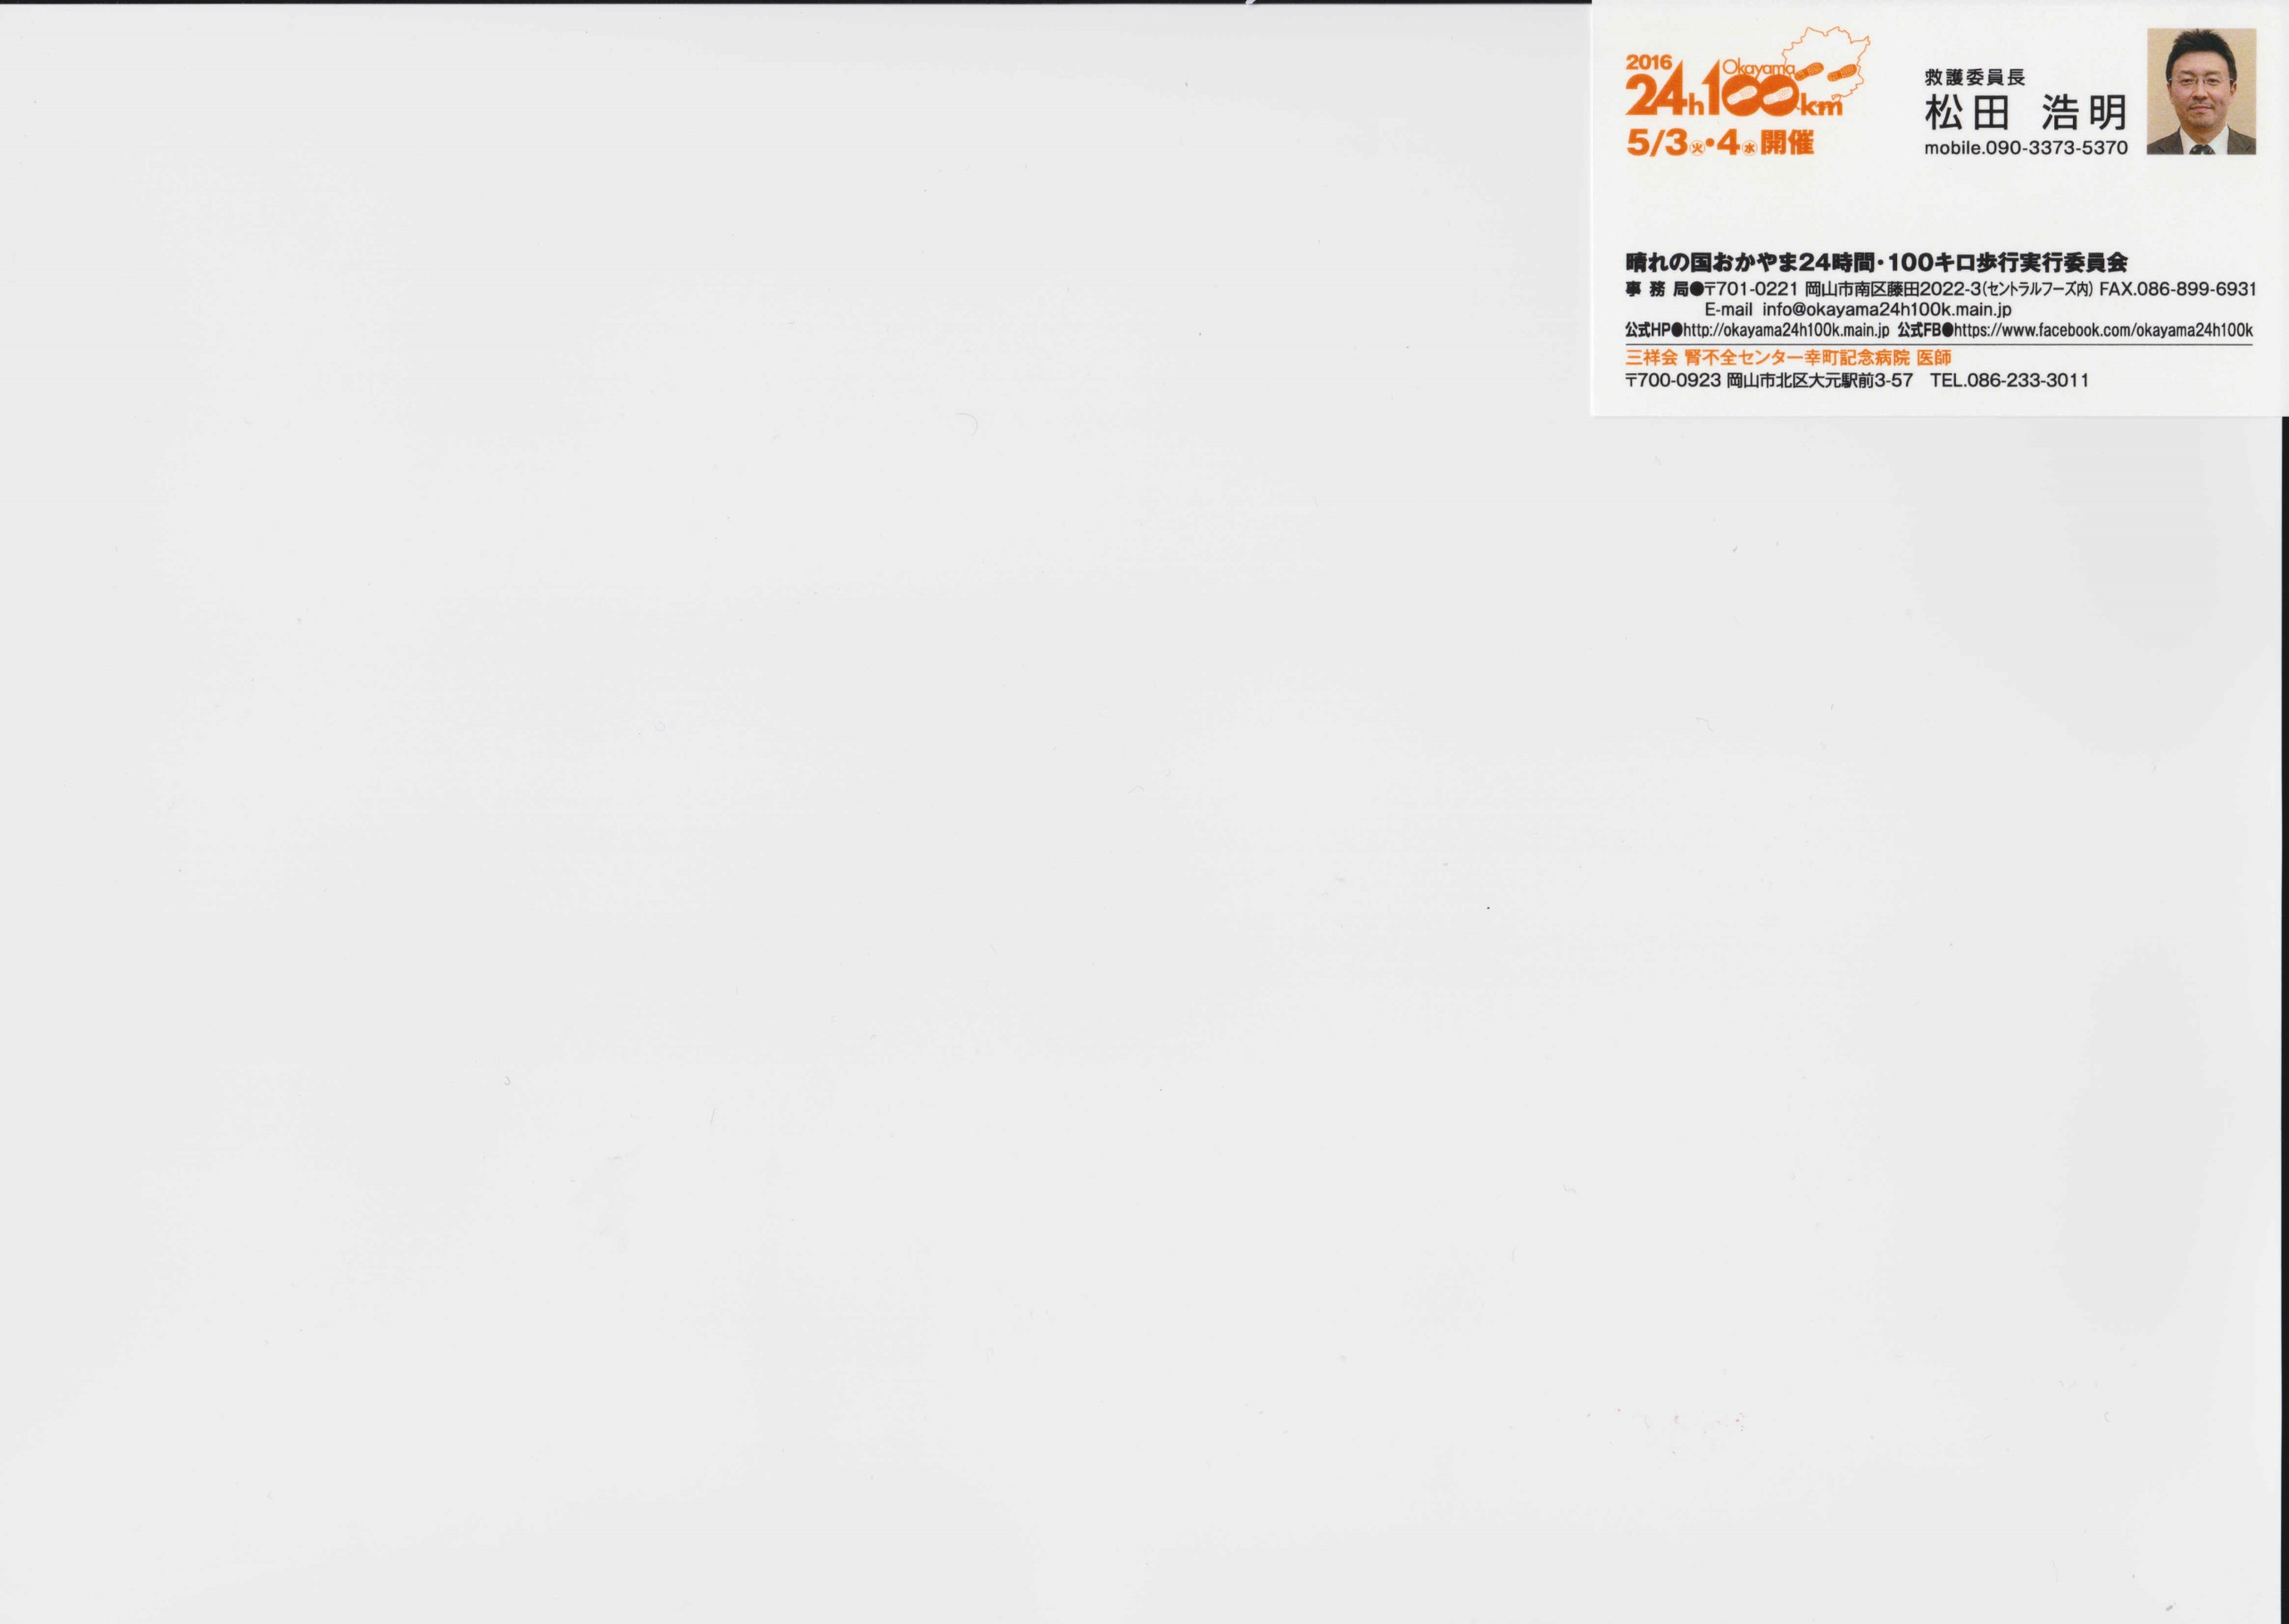 2016
Okayama
24h100km
5/3㊋・4㊌開催
救護委員長
松田 浩明
mobile.090-3373-5370
晴れの国おかやま24時間・100キロ歩行実行委員会
事 務 局●〒701-0221 岡山市南区藤田2022-3(セントラルフーズ内) FAX.086-899-6931
E-mail info@okayama24h100k.main.jp
公式HP●http://okayama24h100k.main.jp 公式FB●https://www.facebook.com/okayama24h100k
三祥会 腎不全センター幸町記念病院 医師
〒700-0923 岡山市北区大元駅前3-57 TEL.086-233-3011